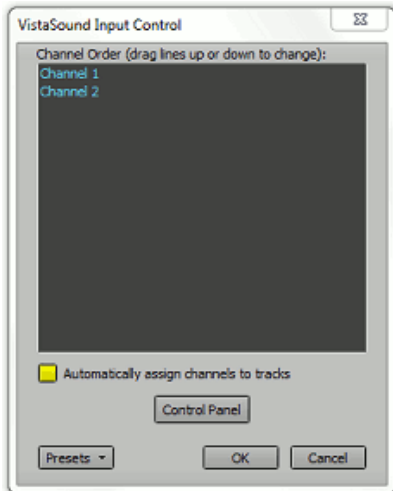 VistaSound Input Control
Channel Order (drag lines up or down to change):
Channel 1
Channel 2
Automatically assign channels to tracks
Control Panel
Presets
OK
Cancel